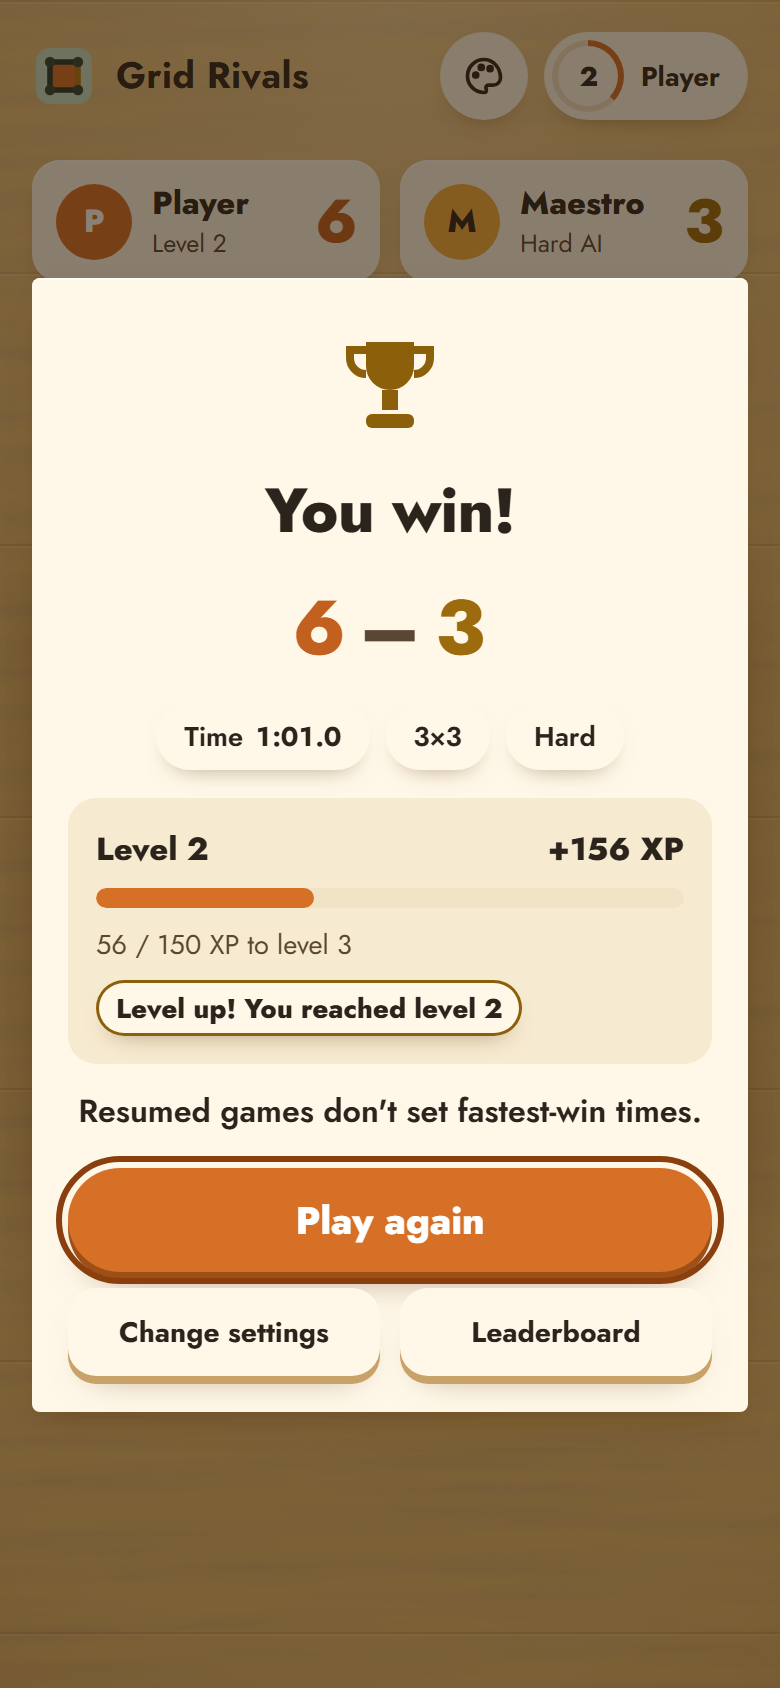 Grid Rivals
2 Player
P Player 6
Level 2
M Maestro 3
Hard AI
You win!
6 – 3
Time 1:01.0 3×3 Hard
Level 2 +156 XP
56 / 150 XP to level 3
Level up! You reached level 2
Resumed games don't set fastest-win times.
Play again
Change settings Leaderboard